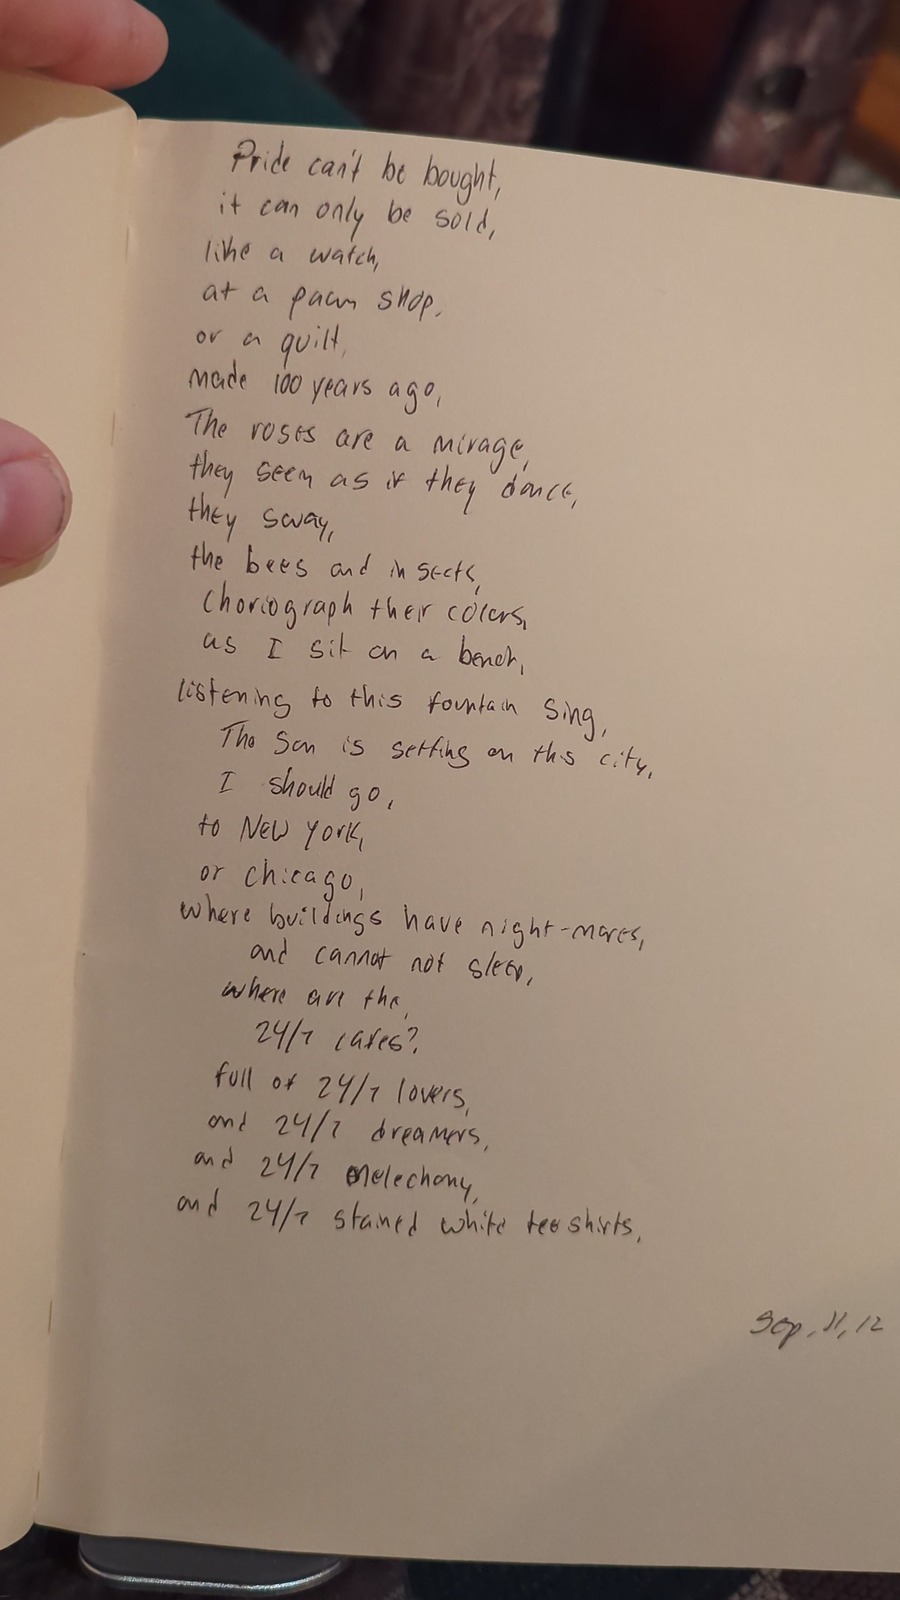 Pride can't be bought,
it can only be sold,
like a watch,
at a pawn shop,
or a quilt,
made 100 years ago,
The roses are a mirage,
they seem as if they dance,
they sway,
the bees and insects,
choriograph their colors,
as I sit on a bench,
listening to this fountain sing,
The Sun is setting on this city,
I should go,
to New York,
or chicago,
where buildings have night-mares,
and cannot not sleep,
where are the,
24/7 cafes?,
full of 24/7 lovers,
and 24/7 dreamers,
and 24/7 melechony,
and 24/7 stained white tee shirts,
Sep, 11, 12